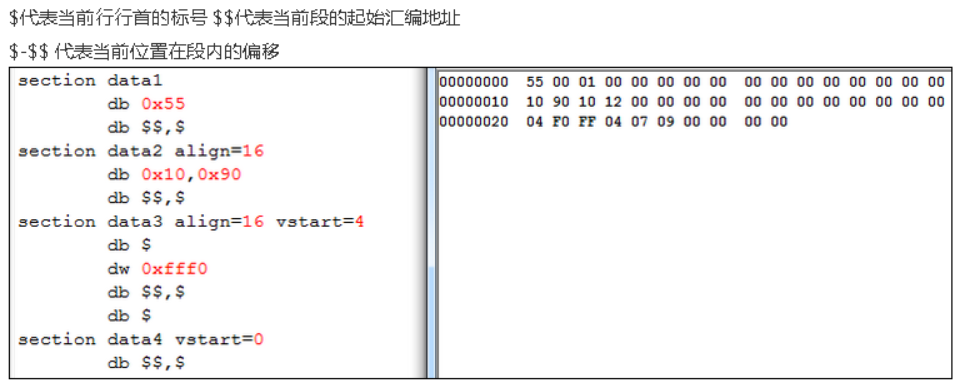 $代表当前行行首的标号 $$代表当前段的起始汇编地址
$-$$ 代表当前位置在段内的偏移
section data1
db 0x55
db $$,$
section data2 align=16
db 0x10,0x90
db $$,$
section data3 align=16 vstart=4
db $
dw 0xfff0
db $$,$
db $
section data4 vstart=0
db $$,$
00000000 55 00 01 00 00 00 00 00 00 00 00 00 00 00 00 00
00000010 10 90 10 12 00 00 00 00 00 00 00 00 00 00 00 00
00000020 04 F0 FF 04 07 09 00 00 00 00